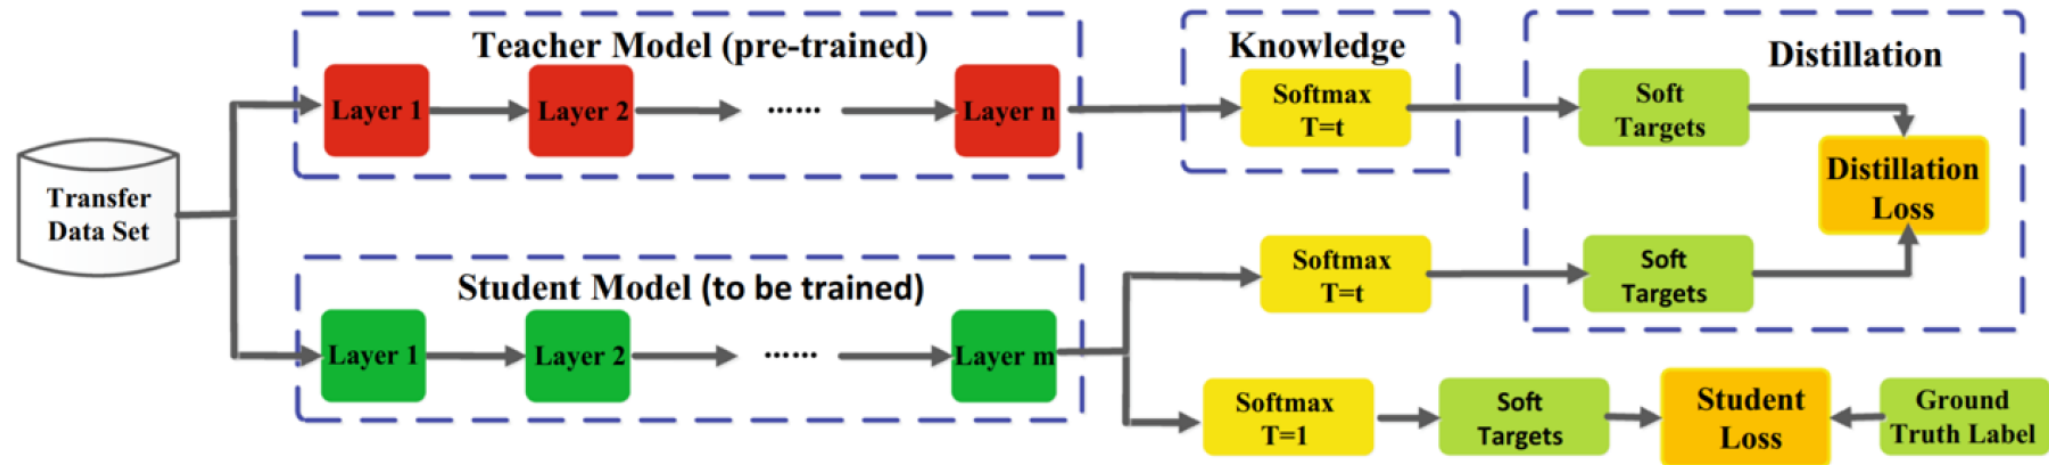 Teacher Model (pre-trained)
Knowledge
Distillation
Layer 1
Layer 2
......
Layer n
Softmax
T=t
Soft
Targets
Distillation
Loss
Transfer
Data Set
Student Model (to be trained)
Layer 1
Layer 2
......
Layer m
Softmax
T=t
Soft
Targets
Softmax
T=1
Soft
Targets
Student
Loss
Ground
Truth Label